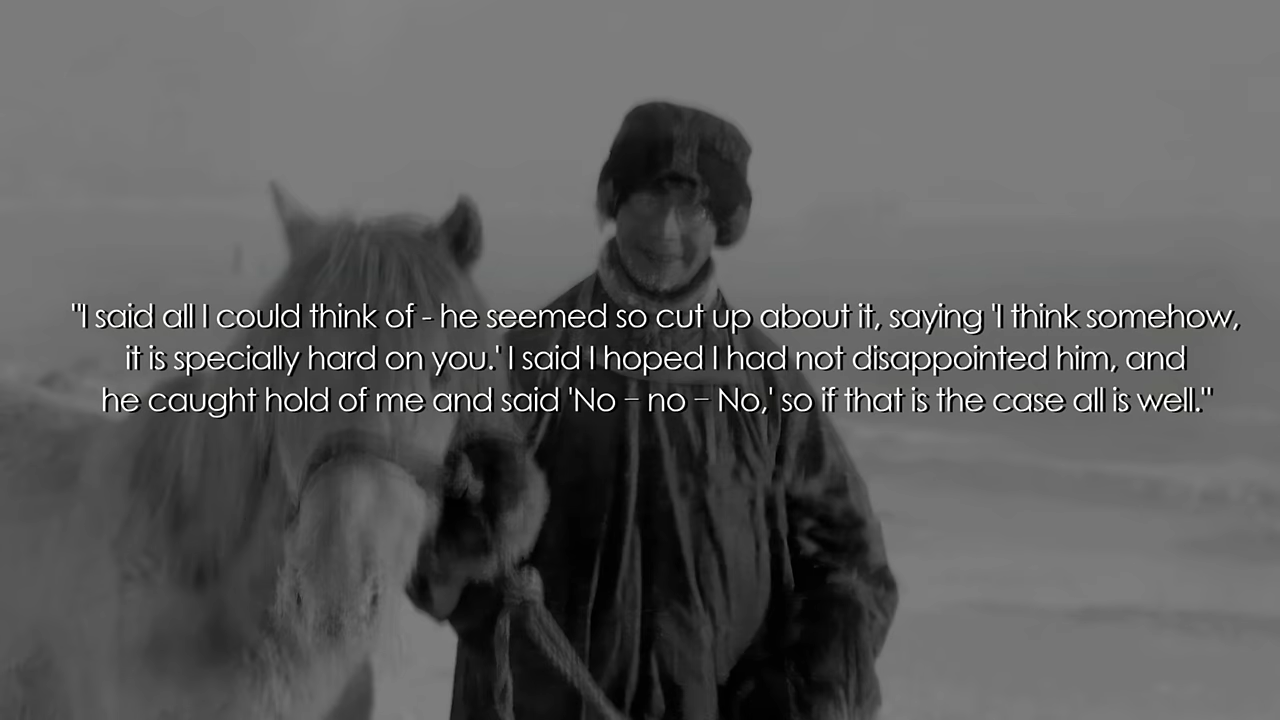 "I said all I could think of - he seemed so cut up about it, saying 'I think somehow,
it is specially hard on you.' I said I hoped I had not disappointed him, and
he caught hold of me and said 'No – no – No,' so if that is the case all is well."